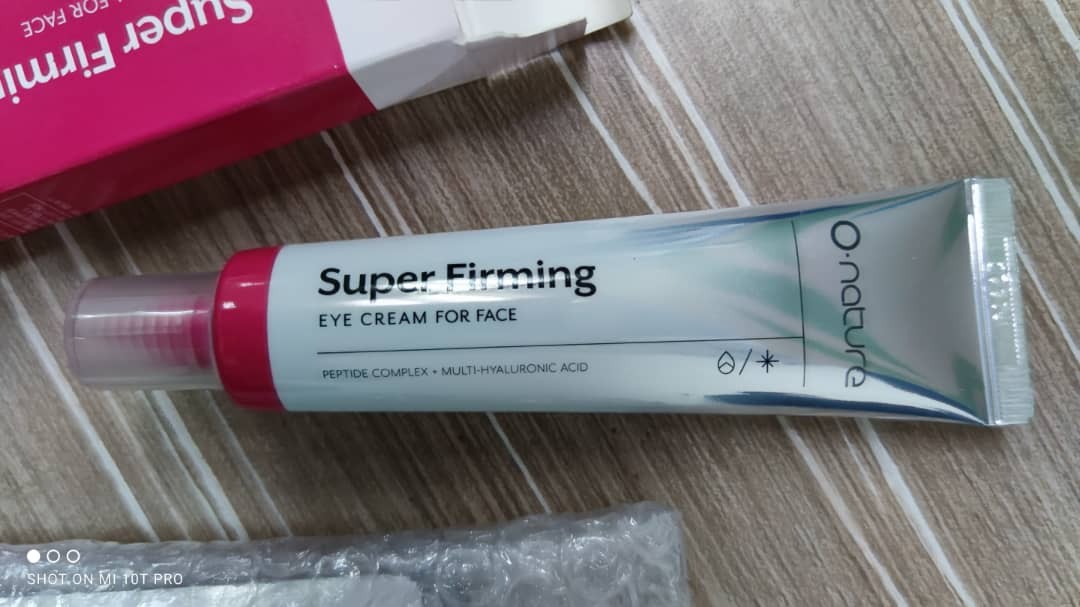 Super Firmin
FOR FACE
Super Firming
EYE CREAM FOR FACE
PEPTIDE COMPLEX + MULTI-HYALURONIC ACID
O·nature
SHOT ON MI 10T PRO